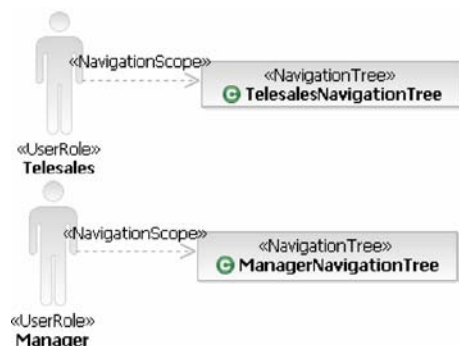 «NavigationScope»
«NavigationTree»
C TelesalesNavigationTree
«UserRole»
Telesales
«NavigationScope»
«NavigationTree»
C ManagerNavigationTree
«UserRole»
Manager